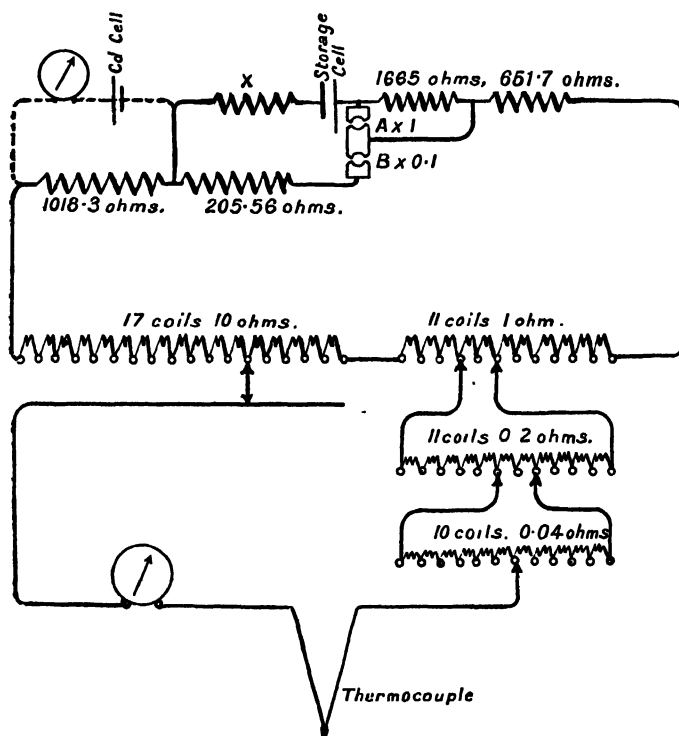 Cd Cell
X
Storage
Cell
1665 ohms, 651·7 ohms.
A x 1
B x 0·1
1018·3 ohms.
205·56 ohms.
17 coils 10 ohms.
11 coils 1 ohm.
11 coils 0 2 ohms.
10 coils. 0·04 ohms
Thermocouple